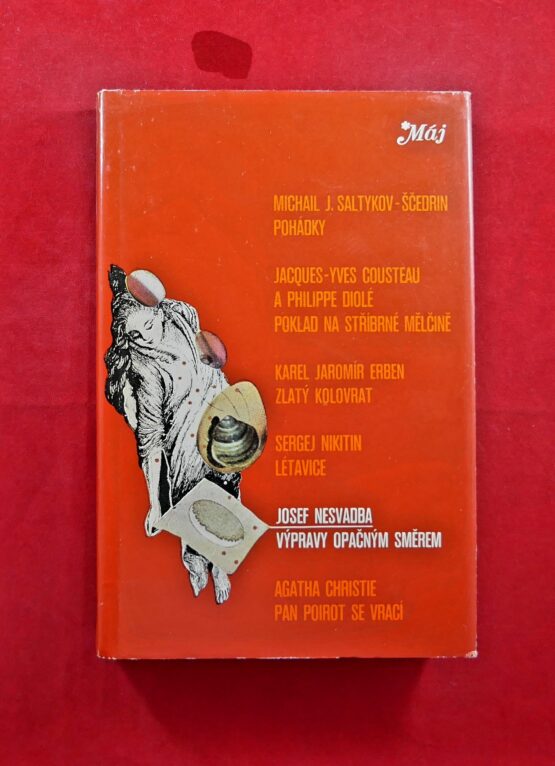 Máj
MICHAIL J. SALTYKOV-ŠČEDRIN
POHÁDKY
JACQUES-YVES COUSTEAU
A PHILIPPE DIOLÉ
POKLAD NA STŘÍBRNÉ MĚLČINĚ
KAREL JAROMÍR ERBEN
ZLATÝ KOLOVRAT
SERGEJ NIKITIN
LÉTAVICE
JOSEF NESVADBA
VÝPRAVY OPAČNÝM SMĚREM
AGATHA CHRISTIE
PAN POIROT SE VRACÍ